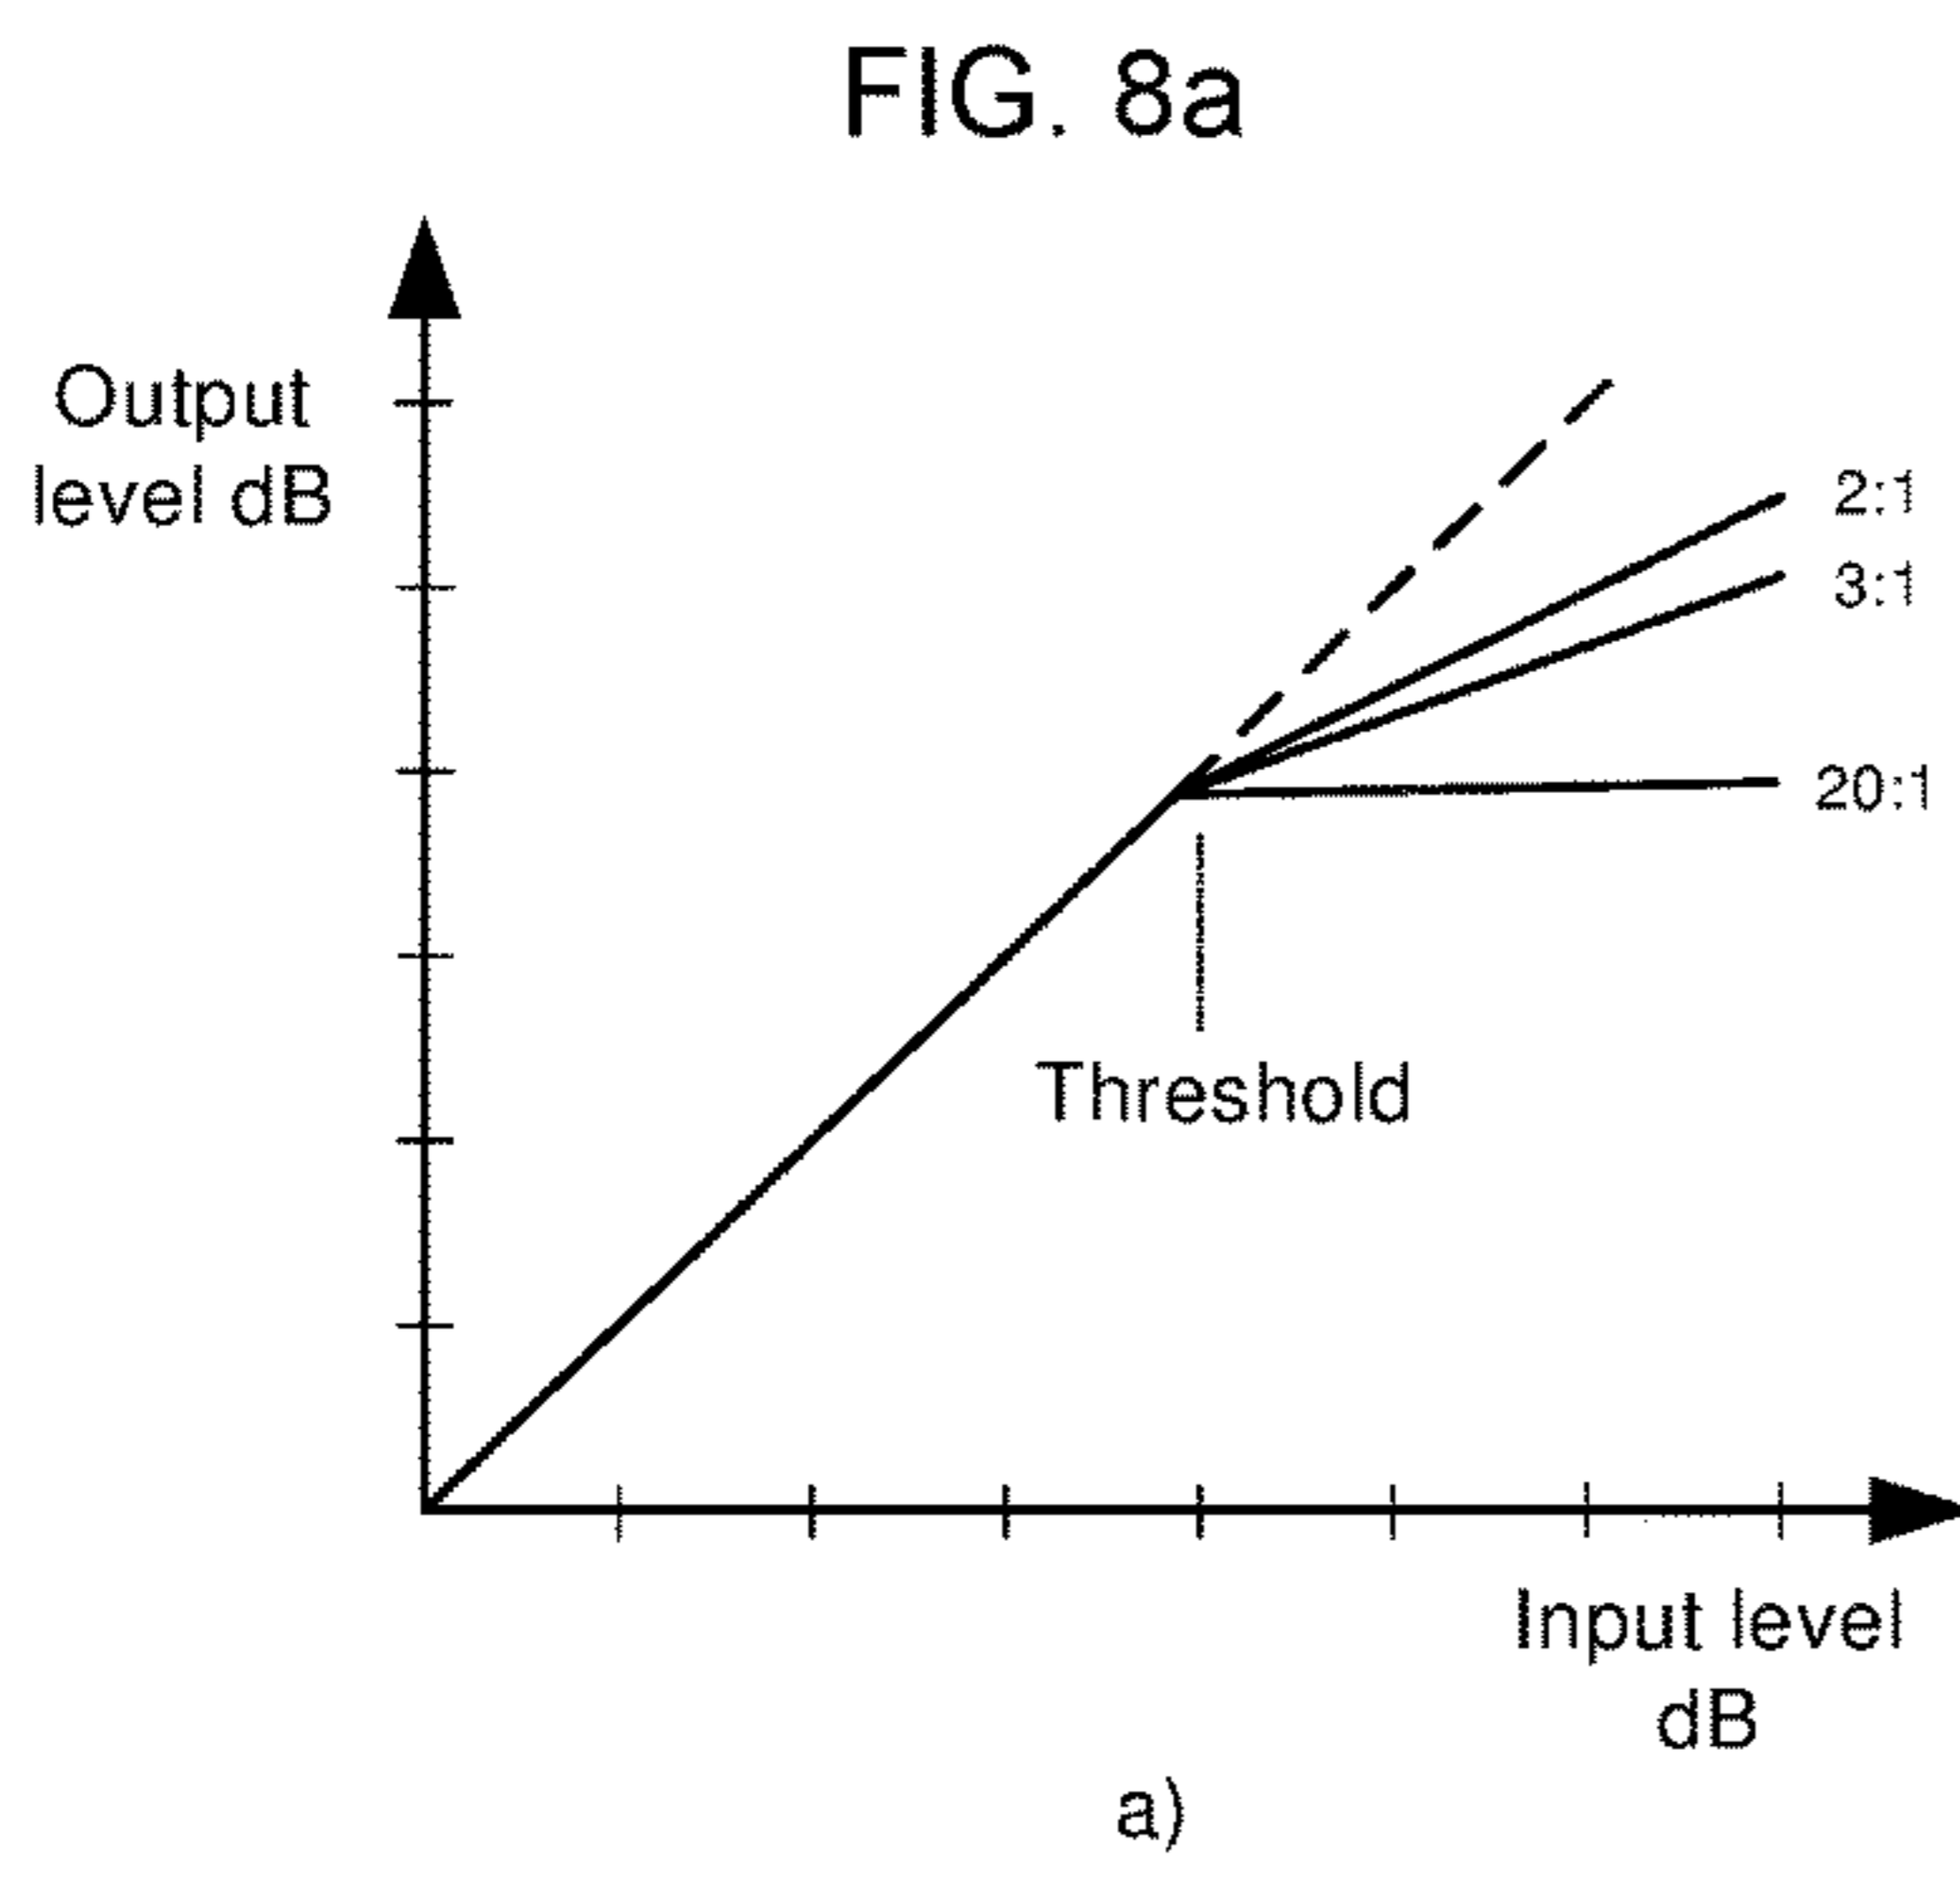 FIG. 8a
Output
level dB
2:1
3:1
20:1
Threshold
Input level
dB
a)